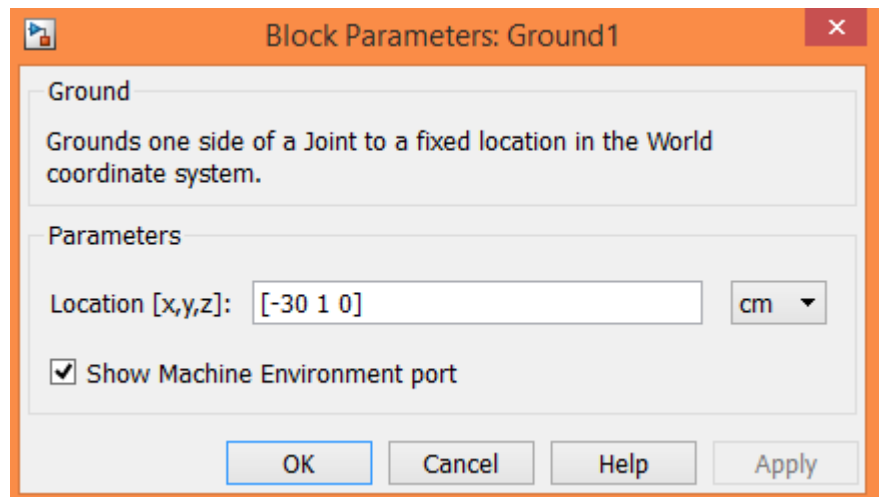 Block Parameters: Ground1
Ground
Grounds one side of a Joint to a fixed location in the World
coordinate system.
Parameters
Location [x,y,z]: [-30 1 0] cm
Show Machine Environment port
OK Cancel Help Apply